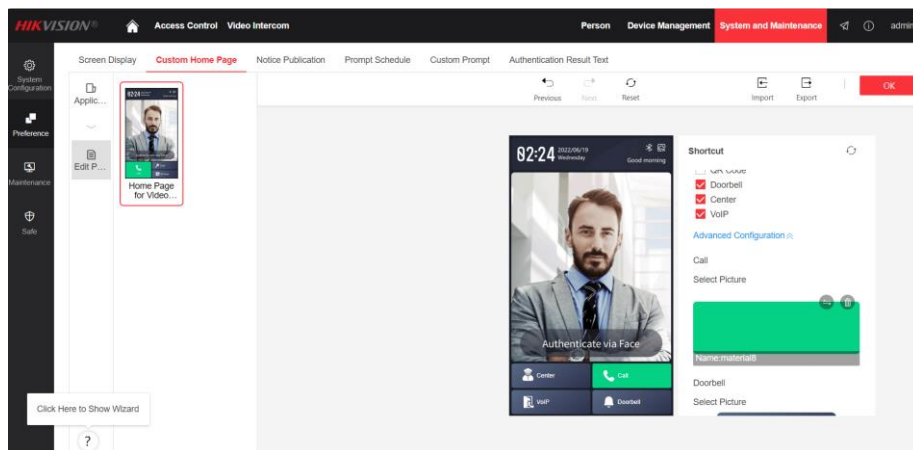 HIKVISION®
Access Control Video Intercom
Person Device Management System and Maintenance
admin
System Configuration
Preference
Maintenance
Safe
Screen Display Custom Home Page Notice Publication Prompt Schedule Custom Prompt Authentication Result Text
Applic...
Edit P...
02:24
Home Page
for Video...
Previous Next Reset
Import Export OK
02:24 2022/06/19
Wednesday
Good morning
Authenticate via Face
Center Call
VoIP Doorbell
Shortcut
QR Code
Doorbell
Center
VoIP
Advanced Configuration
Call
Select Picture
Name:material8
Doorbell
Select Picture
Click Here to Show Wizard
?